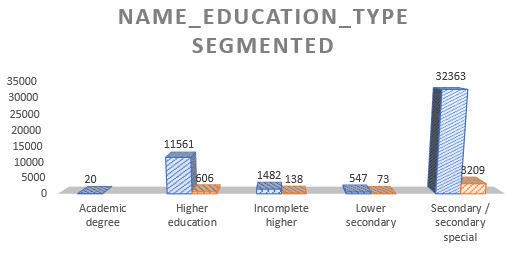 NAME_EDUCATION_TYPE
SEGMENTED
35000
30000
25000
20000
15000
10000
5000
0
20
11561
606
1482
138
547
73
32363
3209
Academic
degree
Higher
education
Incomplete
higher
Lower
secondary
Secondary /
secondary
special